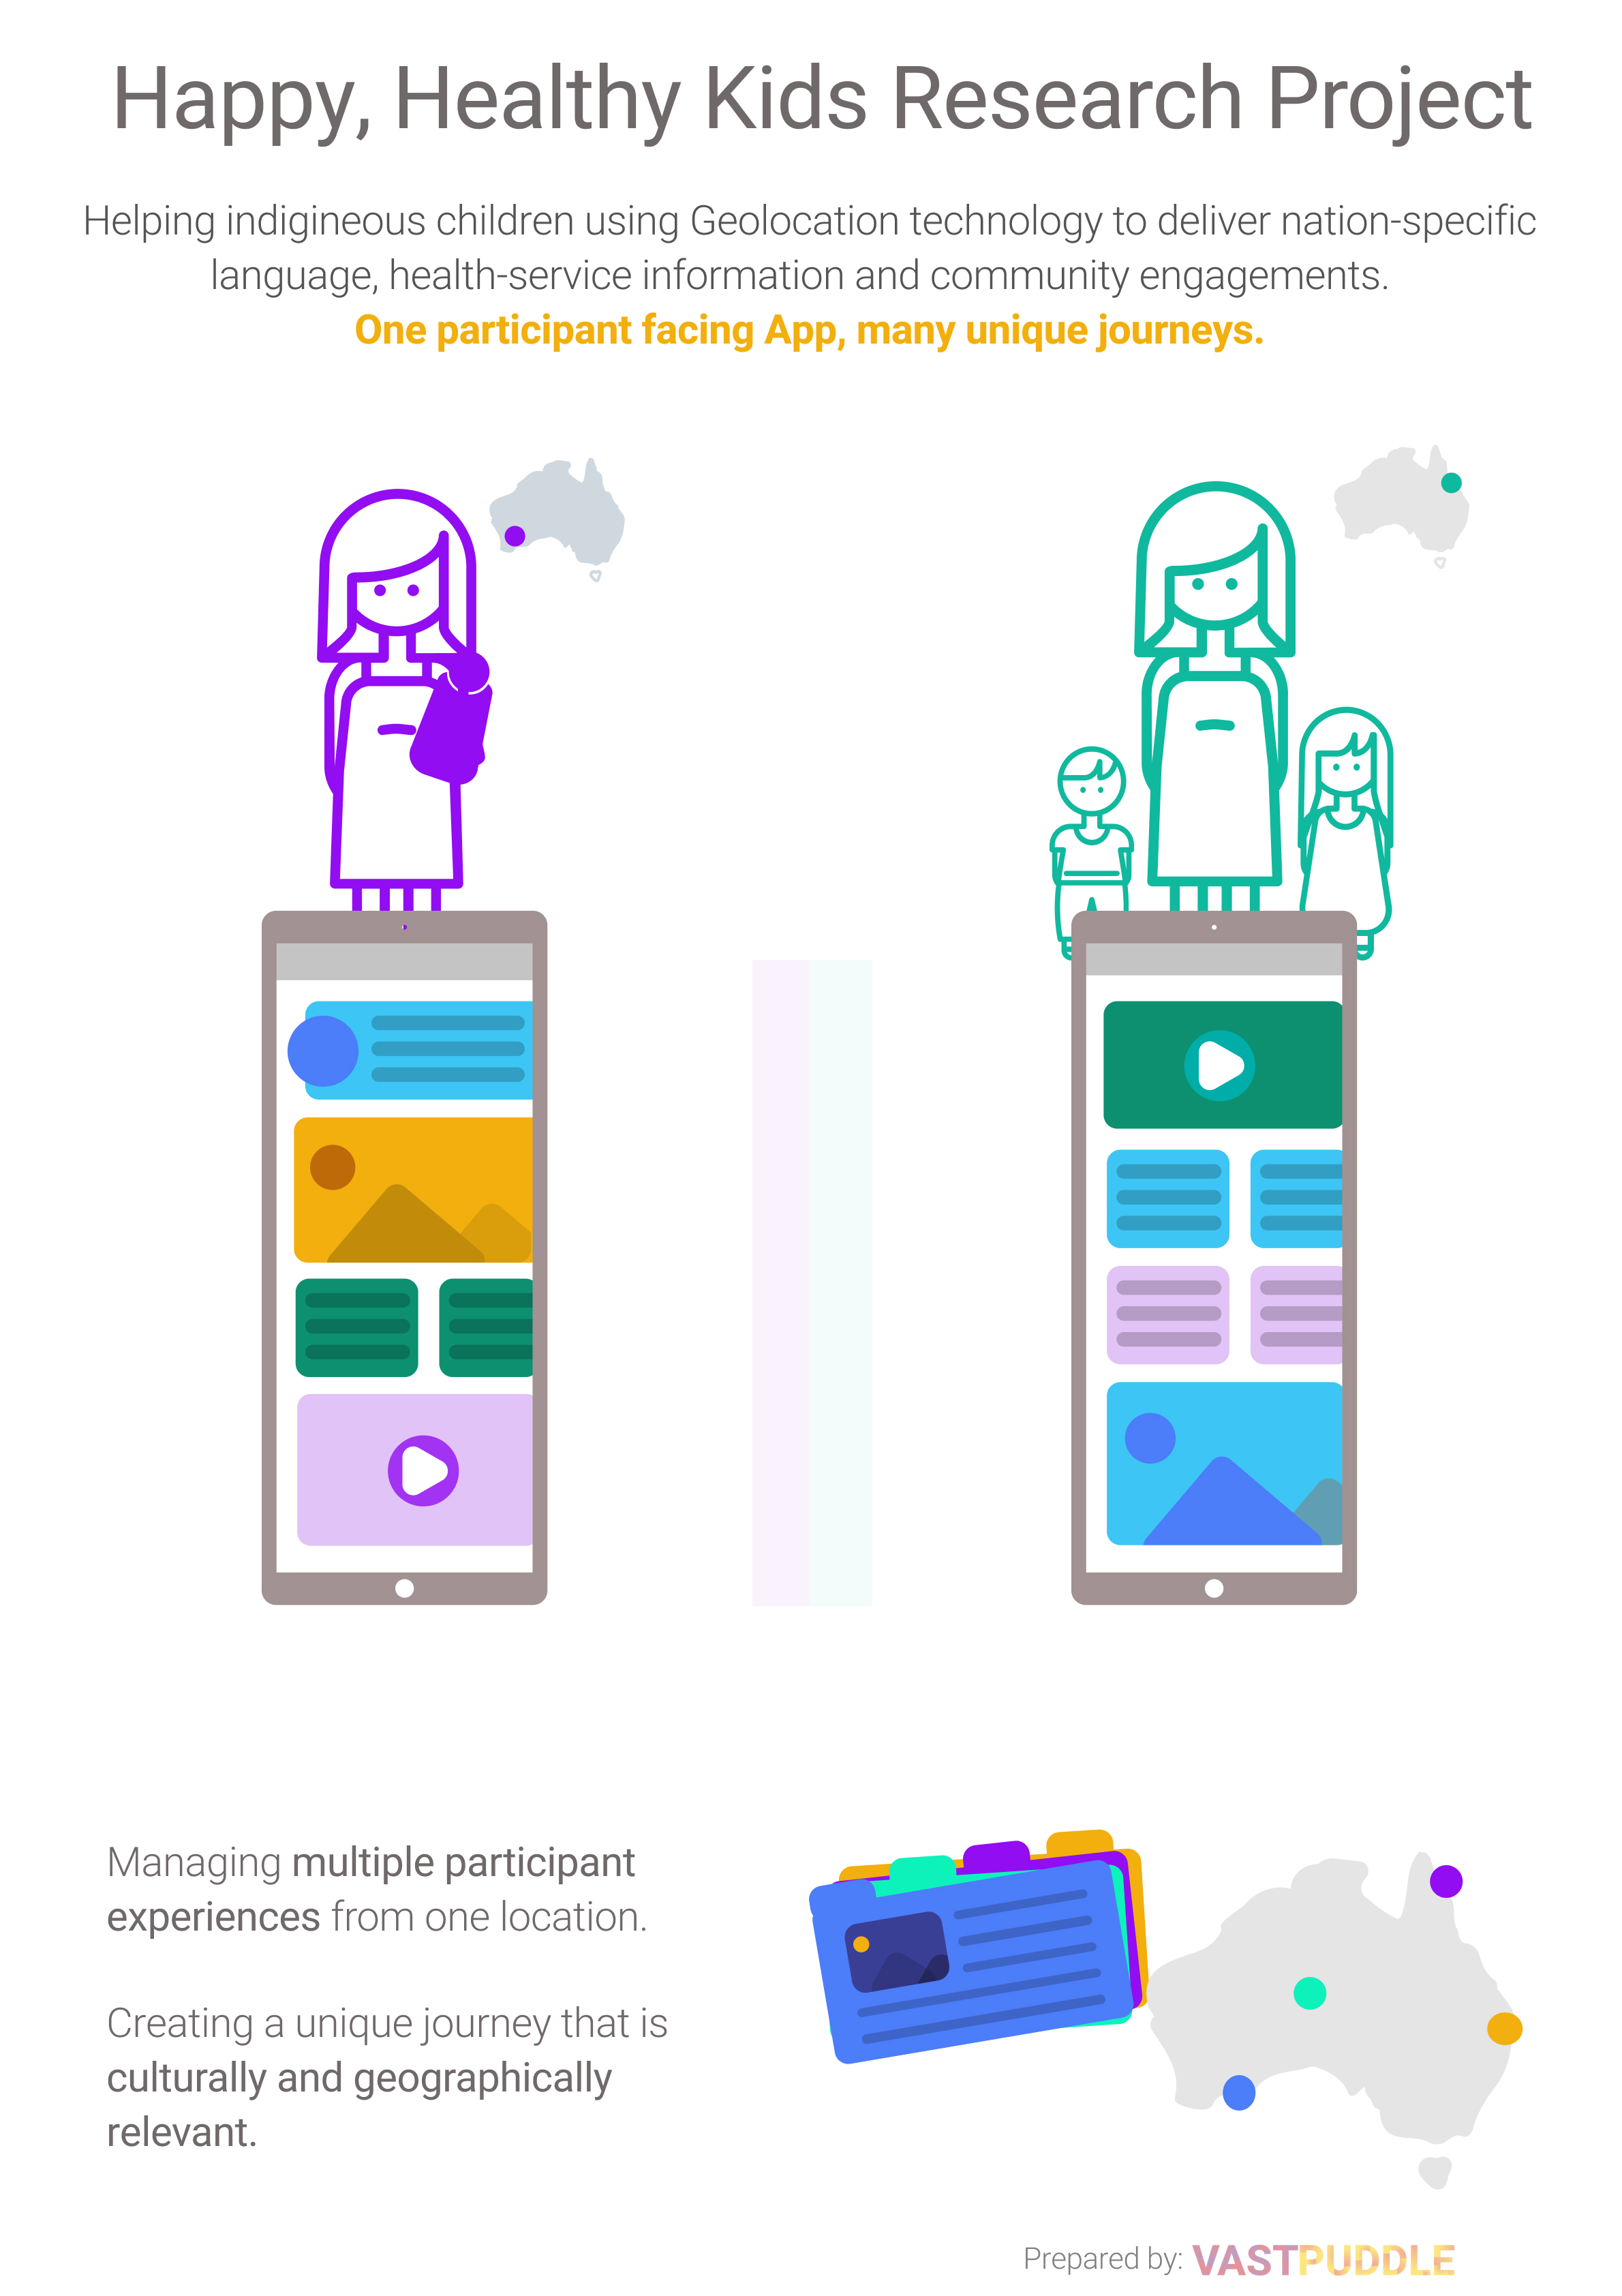 Happy, Healthy Kids Research Project
Helping indigineous children using Geolocation technology to deliver nation-specific
language, health-service information and community engagements.
One participant facing App, many unique journeys.
Managing multiple participant
experiences from one location.
Creating a unique journey that is
culturally and geographically
relevant.
Prepared by: VASTPUDDLE